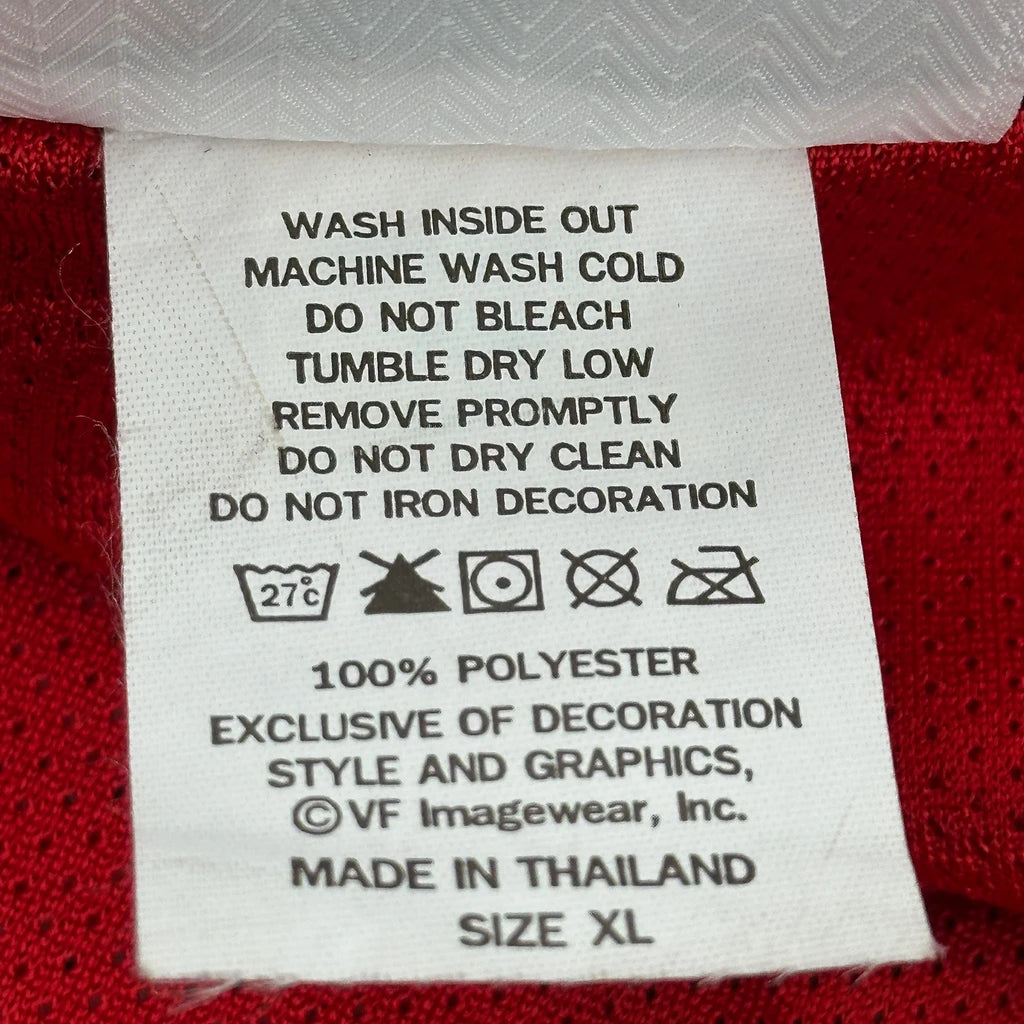 WASH INSIDE OUT
MACHINE WASH COLD
DO NOT BLEACH
TUMBLE DRY LOW
REMOVE PROMPTLY
DO NOT DRY CLEAN
DO NOT IRON DECORATION
27°C
100% POLYESTER
EXCLUSIVE OF DECORATION
STYLE AND GRAPHICS,
©VF Imagewear, Inc.
MADE IN THAILAND
SIZE XL